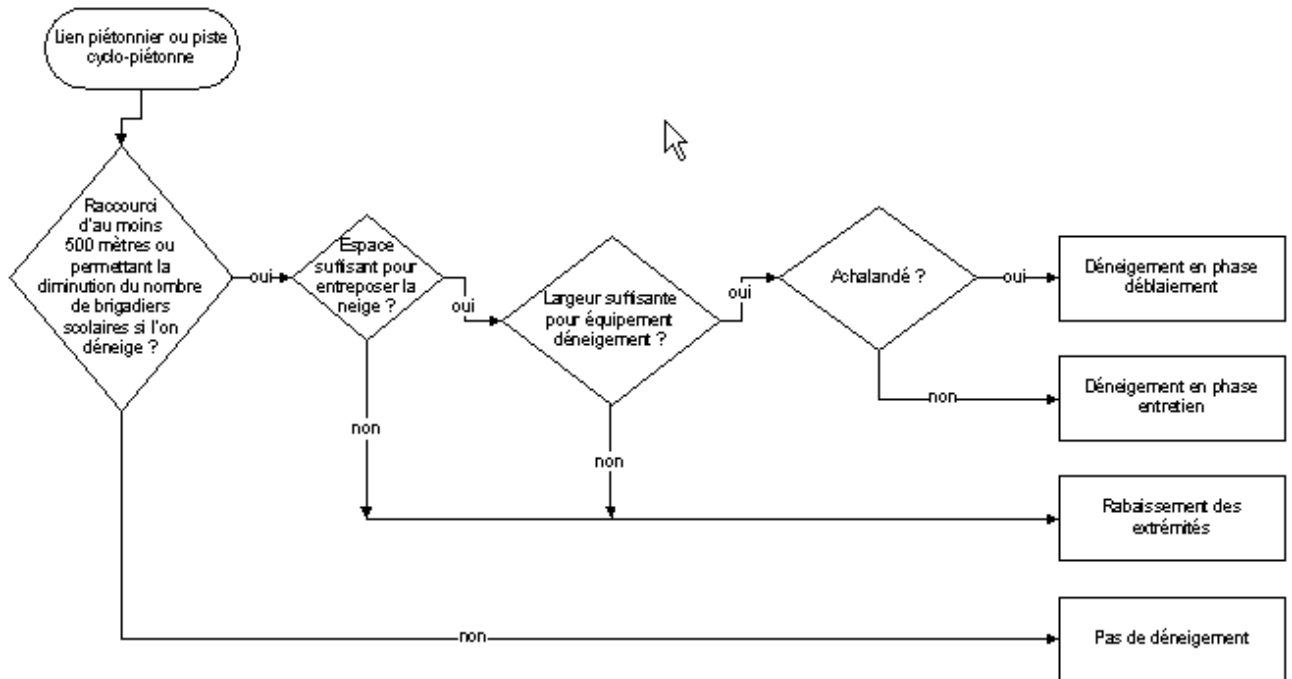 Lien piétonnier ou piste
cyclo-piétonne
Raccourci
d'au moins
500 mètres ou
permettant la
diminution du nombre
de brigadiers
scolaires si l'on
déneige ?
oui
Espace
suffisant pour
entreposer la
neige ?
oui
Largeur suffisante
pour équipement
déneigement ?
oui
Achalandé ?
oui
Déneigement en phase
déblaiement
non
Déneigement en phase
entretien
non
non
Rabaissement des
extrémités
non
Pas de déneigement